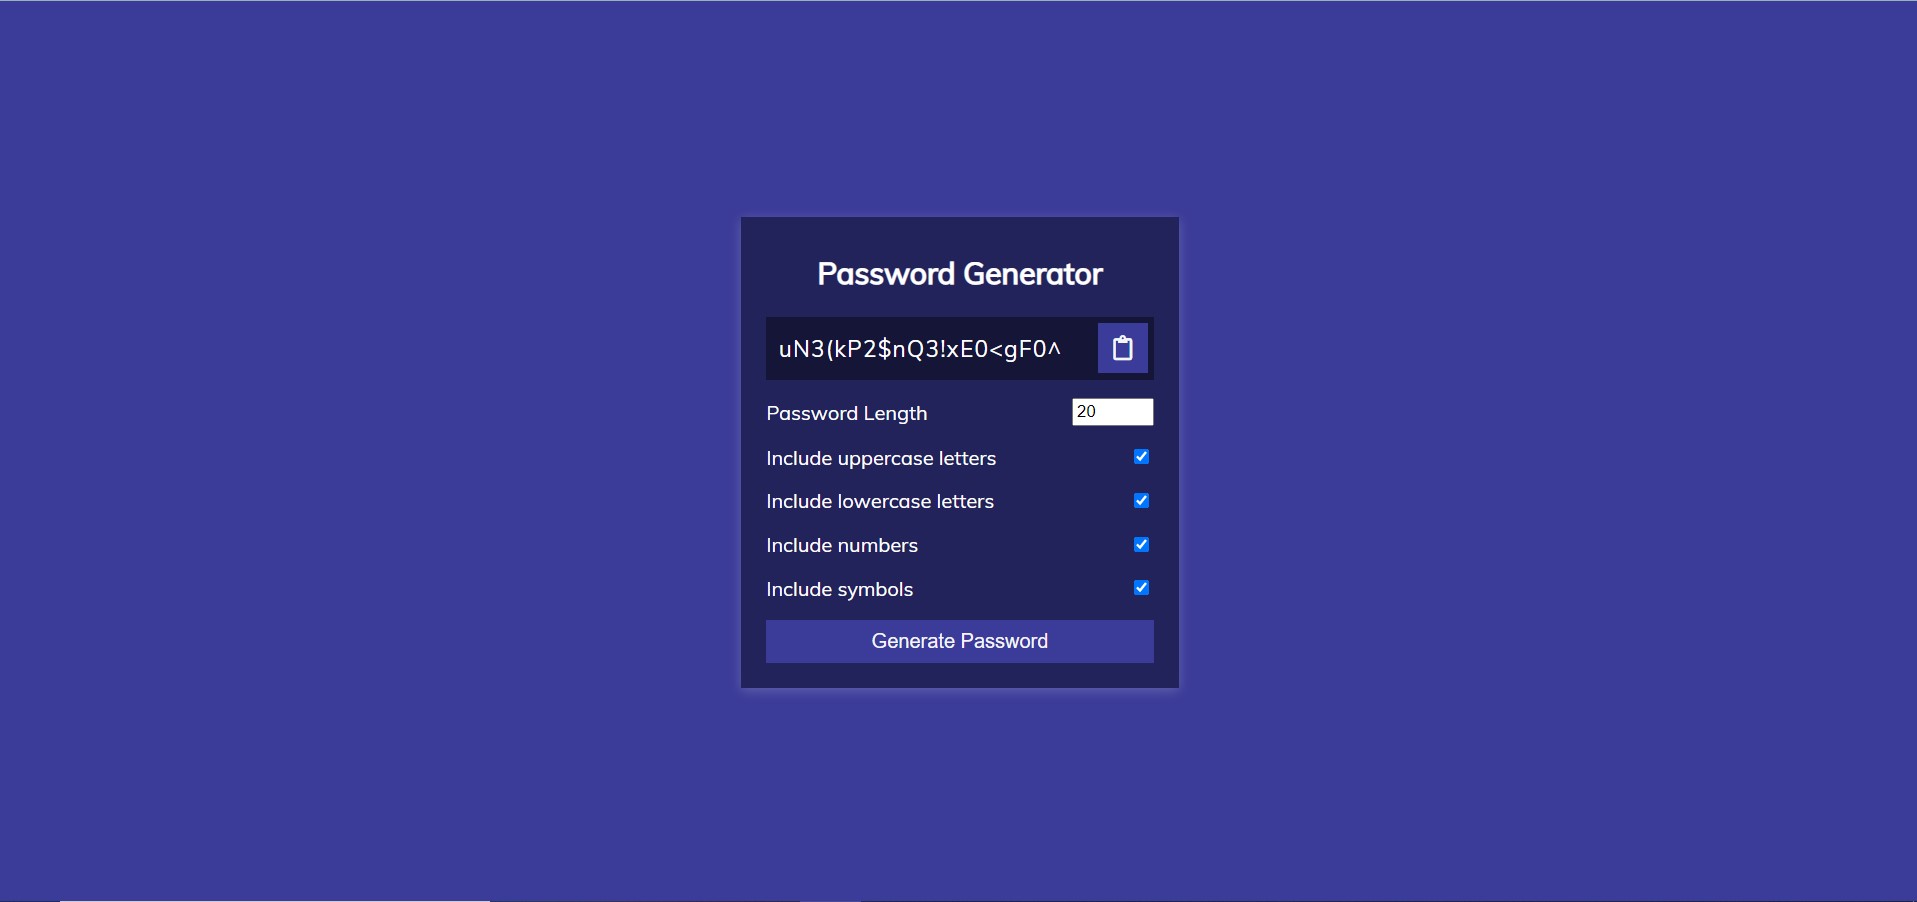 Password Generator
uN3(kP2$nQ3!xE0<gF0^
Password Length
20
Include uppercase letters
Include lowercase letters
Include numbers
Include symbols
Generate Password